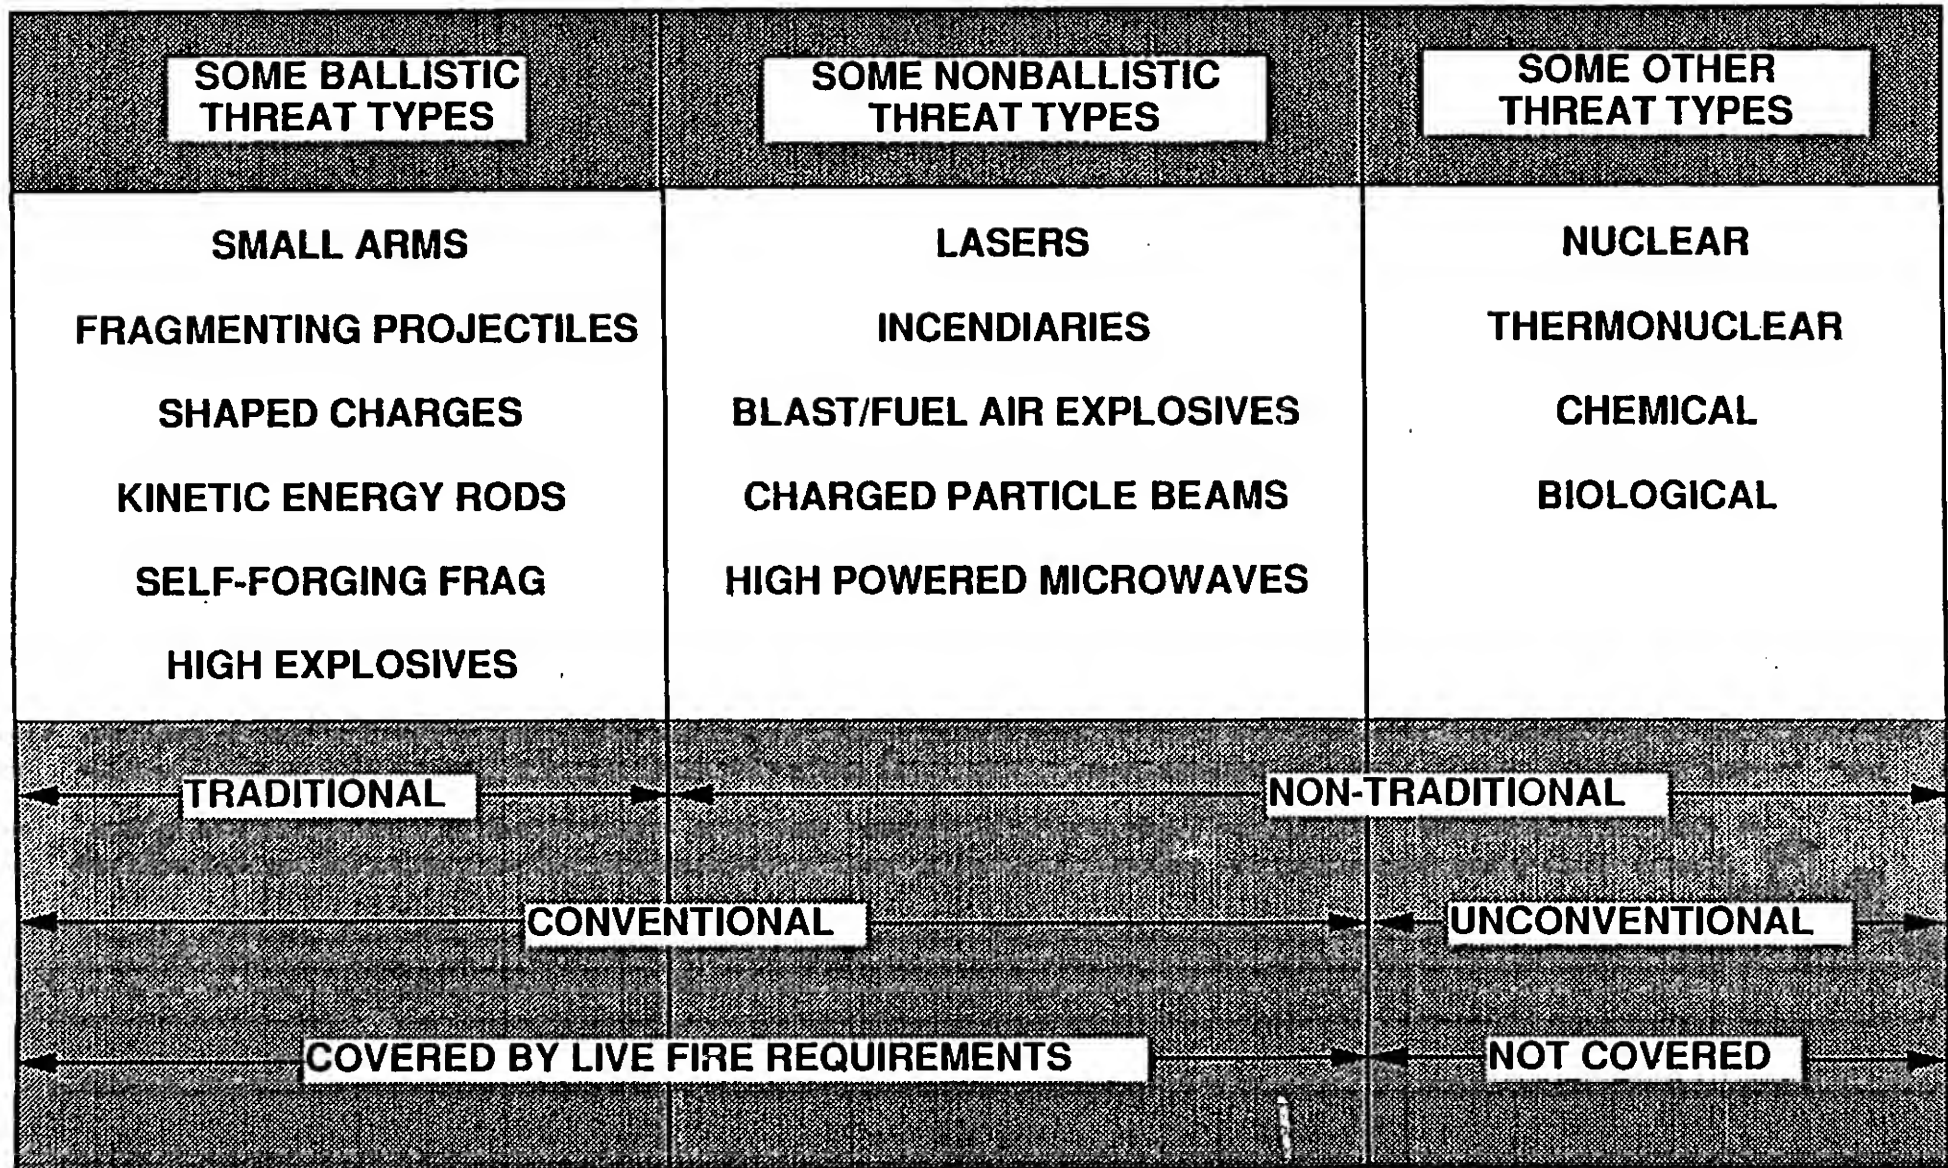 SOME BALLISTIC
THREAT TYPES
SOME NONBALLISTIC
THREAT TYPES
SOME OTHER
THREAT TYPES
SMALL ARMS
FRAGMENTING PROJECTILES
SHAPED CHARGES
KINETIC ENERGY RODS
SELF-FORGING FRAG
HIGH EXPLOSIVES
LASERS
INCENDIARIES
BLAST/FUEL AIR EXPLOSIVES
CHARGED PARTICLE BEAMS
HIGH POWERED MICROWAVES
NUCLEAR
THERMONUCLEAR
CHEMICAL
BIOLOGICAL
TRADITIONAL
NON-TRADITIONAL
CONVENTIONAL
UNCONVENTIONAL
COVERED BY LIVE FIRE REQUIREMENTS
NOT COVERED